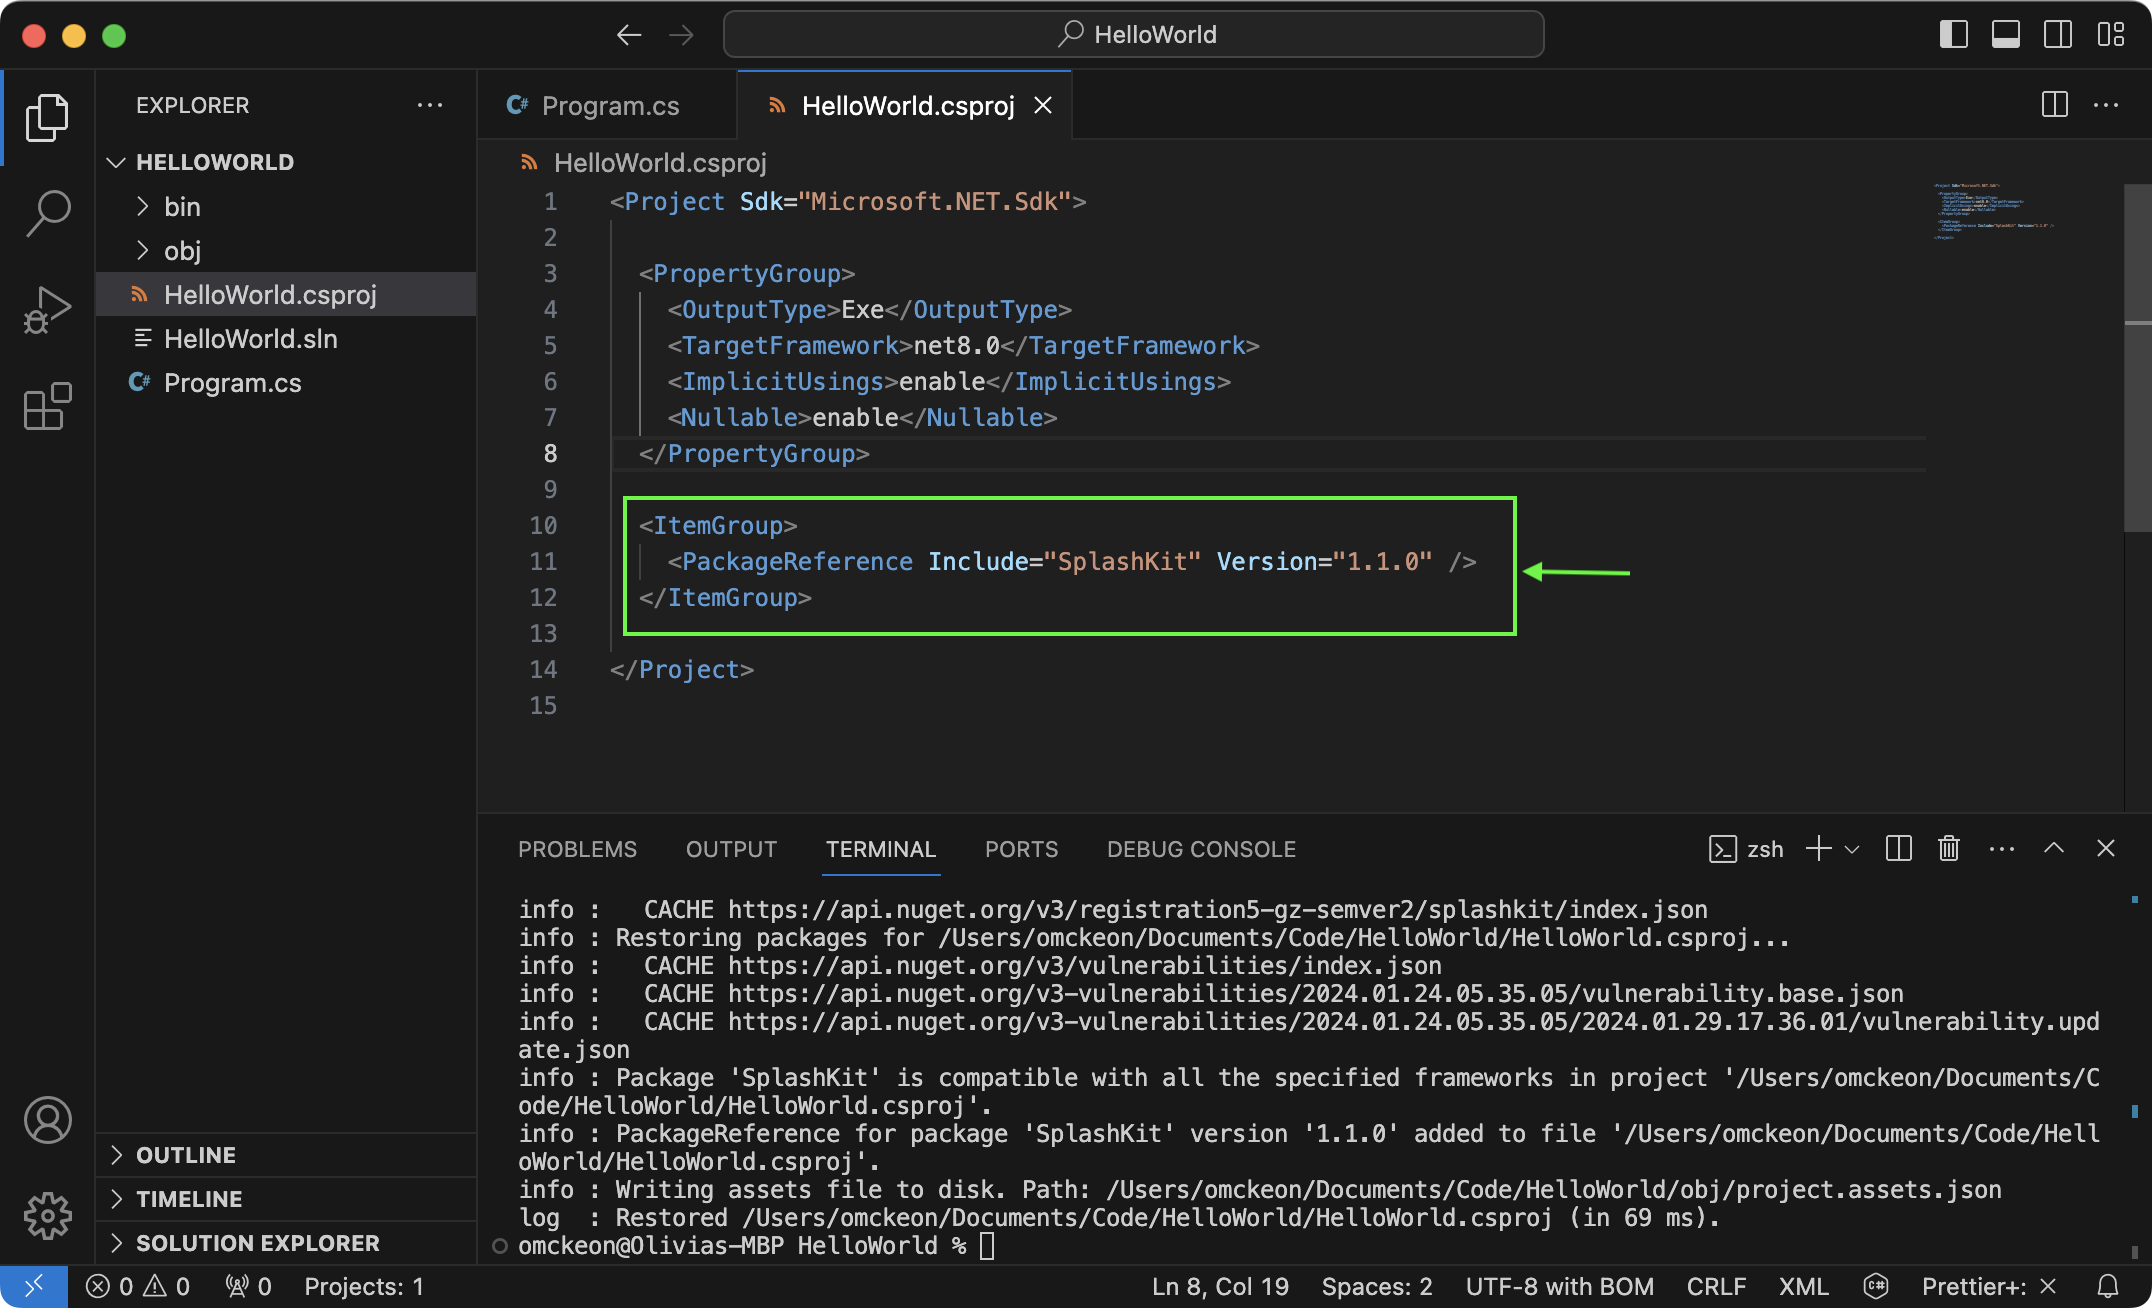 HelloWorld
EXPLORER
HELLOWORLD
bin
obj
HelloWorld.csproj
HelloWorld.sln
C# Program.cs
OUTLINE
TIMELINE
SOLUTION EXPLORER
C# Program.cs
HelloWorld.csproj
HelloWorld.csproj
1 <Project Sdk="Microsoft.NET.Sdk">
2
3 <PropertyGroup>
4 <OutputType>Exe</OutputType>
5 <TargetFramework>net8.0</TargetFramework>
6 <ImplicitUsings>enable</ImplicitUsings>
7 <Nullable>enable</Nullable>
8 </PropertyGroup>
9
10 <ItemGroup>
11 <PackageReference Include="SplashKit" Version="1.1.0" />
12 </ItemGroup>
13
14 </Project>
15
PROBLEMS OUTPUT TERMINAL PORTS DEBUG CONSOLE zsh
info :   CACHE https://api.nuget.org/v3/registration5-gz-semver2/splashkit/index.json
info : Restoring packages for /Users/omckeon/Documents/Code/HelloWorld/HelloWorld.csproj...
info :   CACHE https://api.nuget.org/v3/vulnerabilities/index.json
info :   CACHE https://api.nuget.org/v3-vulnerabilities/2024.01.24.05.35.05/vulnerability.base.json
info :   CACHE https://api.nuget.org/v3-vulnerabilities/2024.01.24.05.35.05/2024.01.29.17.36.01/vulnerability.upd
ate.json
info : Package 'SplashKit' is compatible with all the specified frameworks in project '/Users/omckeon/Documents/C
ode/HelloWorld/HelloWorld.csproj'.
info : PackageReference for package 'SplashKit' version '1.1.0' added to file '/Users/omckeon/Documents/Code/Hell
oWorld/HelloWorld.csproj'.
info : Writing assets file to disk. Path: /Users/omckeon/Documents/Code/HelloWorld/obj/project.assets.json
log  : Restored /Users/omckeon/Documents/Code/HelloWorld/HelloWorld.csproj (in 69 ms).
omckeon@Olivias-MBP HelloWorld %
0 0 0 Projects: 1 Ln 8, Col 19 Spaces: 2 UTF-8 with BOM CRLF XML C# Prettier+: ×